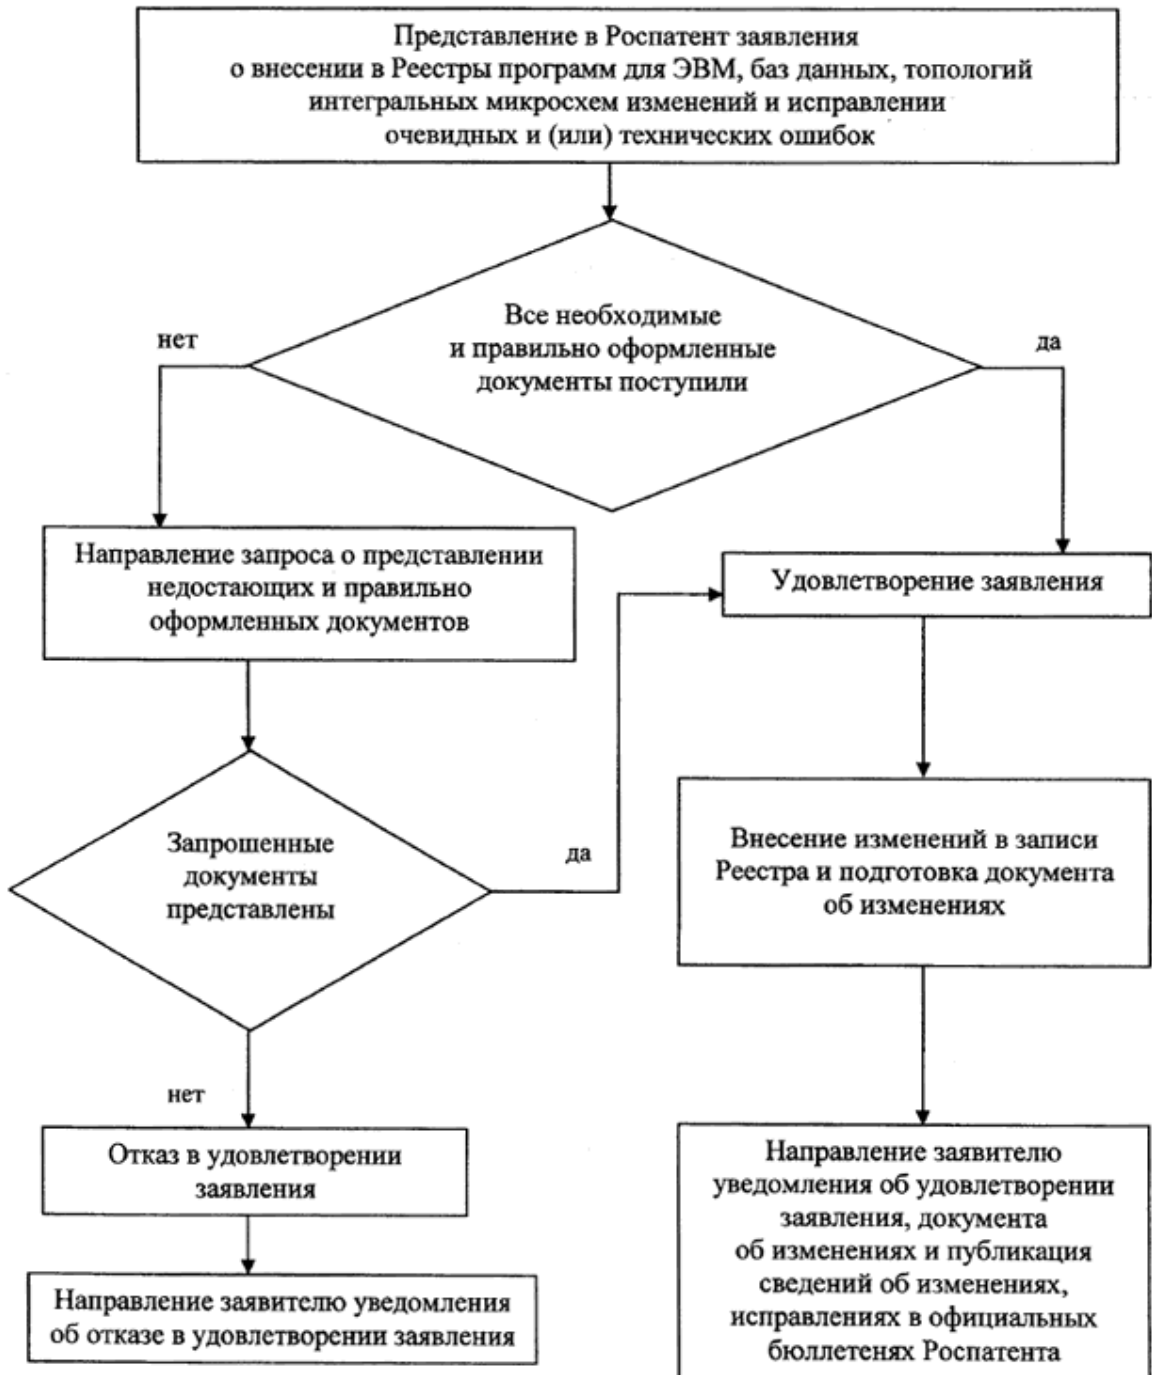 Представление в Роспатент заявления
о внесении в Реестры программ для ЭВМ, баз данных, топологий
интегральных микросхем изменений и исправлении
очевидных и (или) технических ошибок
Все необходимые
и правильно оформленные
документы поступили
нет
да
Направление запроса о представлении
недостающих и правильно
оформленных документов
Удовлетворение заявления
Запрошенные
документы
представлены
да
Внесение изменений в записи
Реестра и подготовка документа
об изменениях
нет
Отказ в удовлетворении
заявления
Направление заявителю уведомления
об отказе в удовлетворении заявления
Направление заявителю
уведомления об удовлетворении
заявления, документа
об изменениях и публикация
сведений об изменениях,
исправлениях в официальных
бюллетенях Роспатента